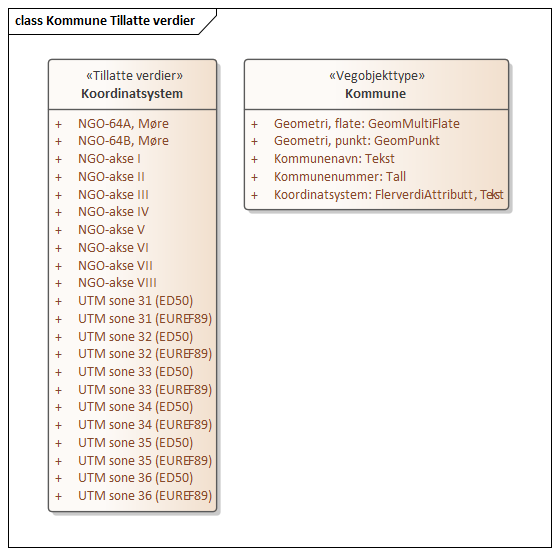 class Kommune Tillatte verdier
«Tillatte verdier»
Koordinatsystem
+ NGO-64A, Møre
+ NGO-64B, Møre
+ NGO-akse I
+ NGO-akse II
+ NGO-akse III
+ NGO-akse IV
+ NGO-akse V
+ NGO-akse VI
+ NGO-akse VII
+ NGO-akse VIII
+ UTM sone 31 (ED50)
+ UTM sone 31 (EUREF89)
+ UTM sone 32 (ED50)
+ UTM sone 32 (EUREF89)
+ UTM sone 33 (ED50)
+ UTM sone 33 (EUREF89)
+ UTM sone 34 (ED50)
+ UTM sone 34 (EUREF89)
+ UTM sone 35 (ED50)
+ UTM sone 35 (EUREF89)
+ UTM sone 36 (ED50)
+ UTM sone 36 (EUREF89)
«Vegobjekttype»
Kommune
+ Geometri, flate: GeomMultiFlate
+ Geometri, punkt: GeomPunkt
+ Kommunenavn: Tekst
+ Kommunenummer: Tall
+ Koordinatsystem: FlerverdiAttributt, Tekst